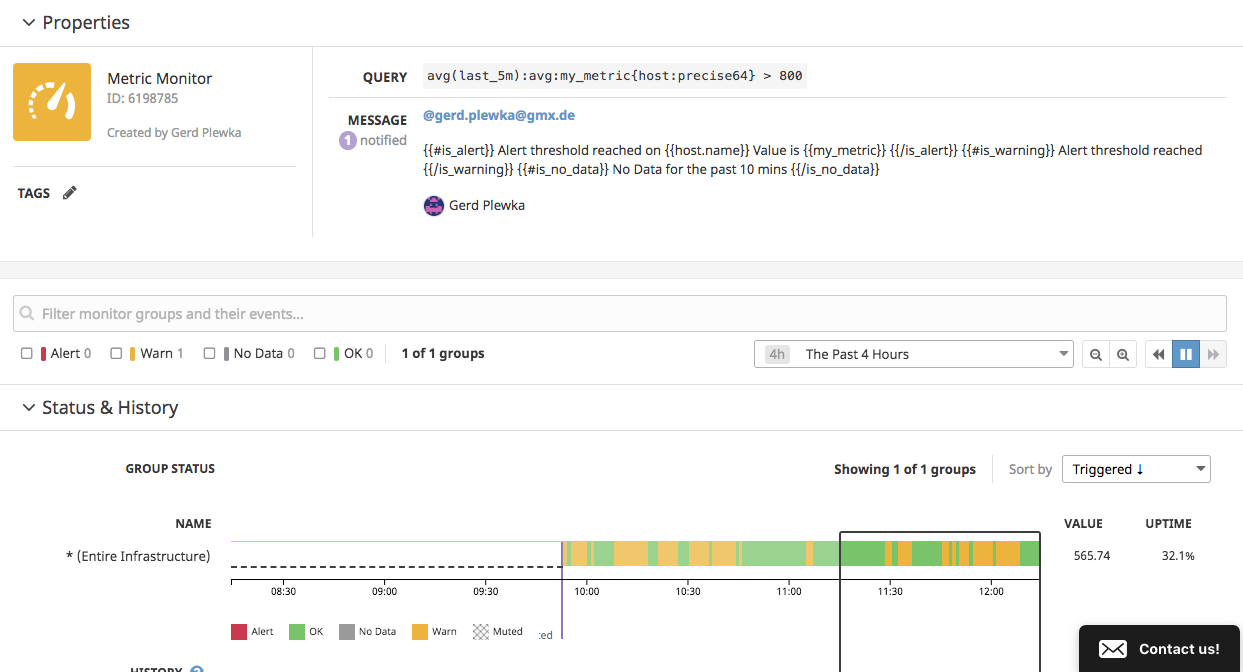 Properties
Metric Monitor
ID: 6198785
Created by Gerd Plewka
TAGS
QUERY
avg(last_5m):avg:my_metric{host:precise64} > 800
MESSAGE
1 notified
@gerd.plewka@gmx.de
{{#is_alert}} Alert threshold reached on {{host.name}} Value is {{my_metric}} {{/is_alert}} {{#is_warning}} Alert threshold reached
{{/is_warning}} {{#is_no_data}} No Data for the past 10 mins {{/is_no_data}}
Gerd Plewka
Filter monitor groups and their events...
Alert 0 Warn 1 No Data 0 OK 0 1 of 1 groups
4h The Past 4 Hours
Status & History
GROUP STATUS
Showing 1 of 1 groups
Sort by Triggered ↓
NAME VALUE UPTIME
* (Entire Infrastructure) 565.74 32.1%
08:30 09:00 09:30 10:00 10:30 11:00 11:30 12:00
Alert OK No Data Warn Muted
Contact us!
HISTORY ?